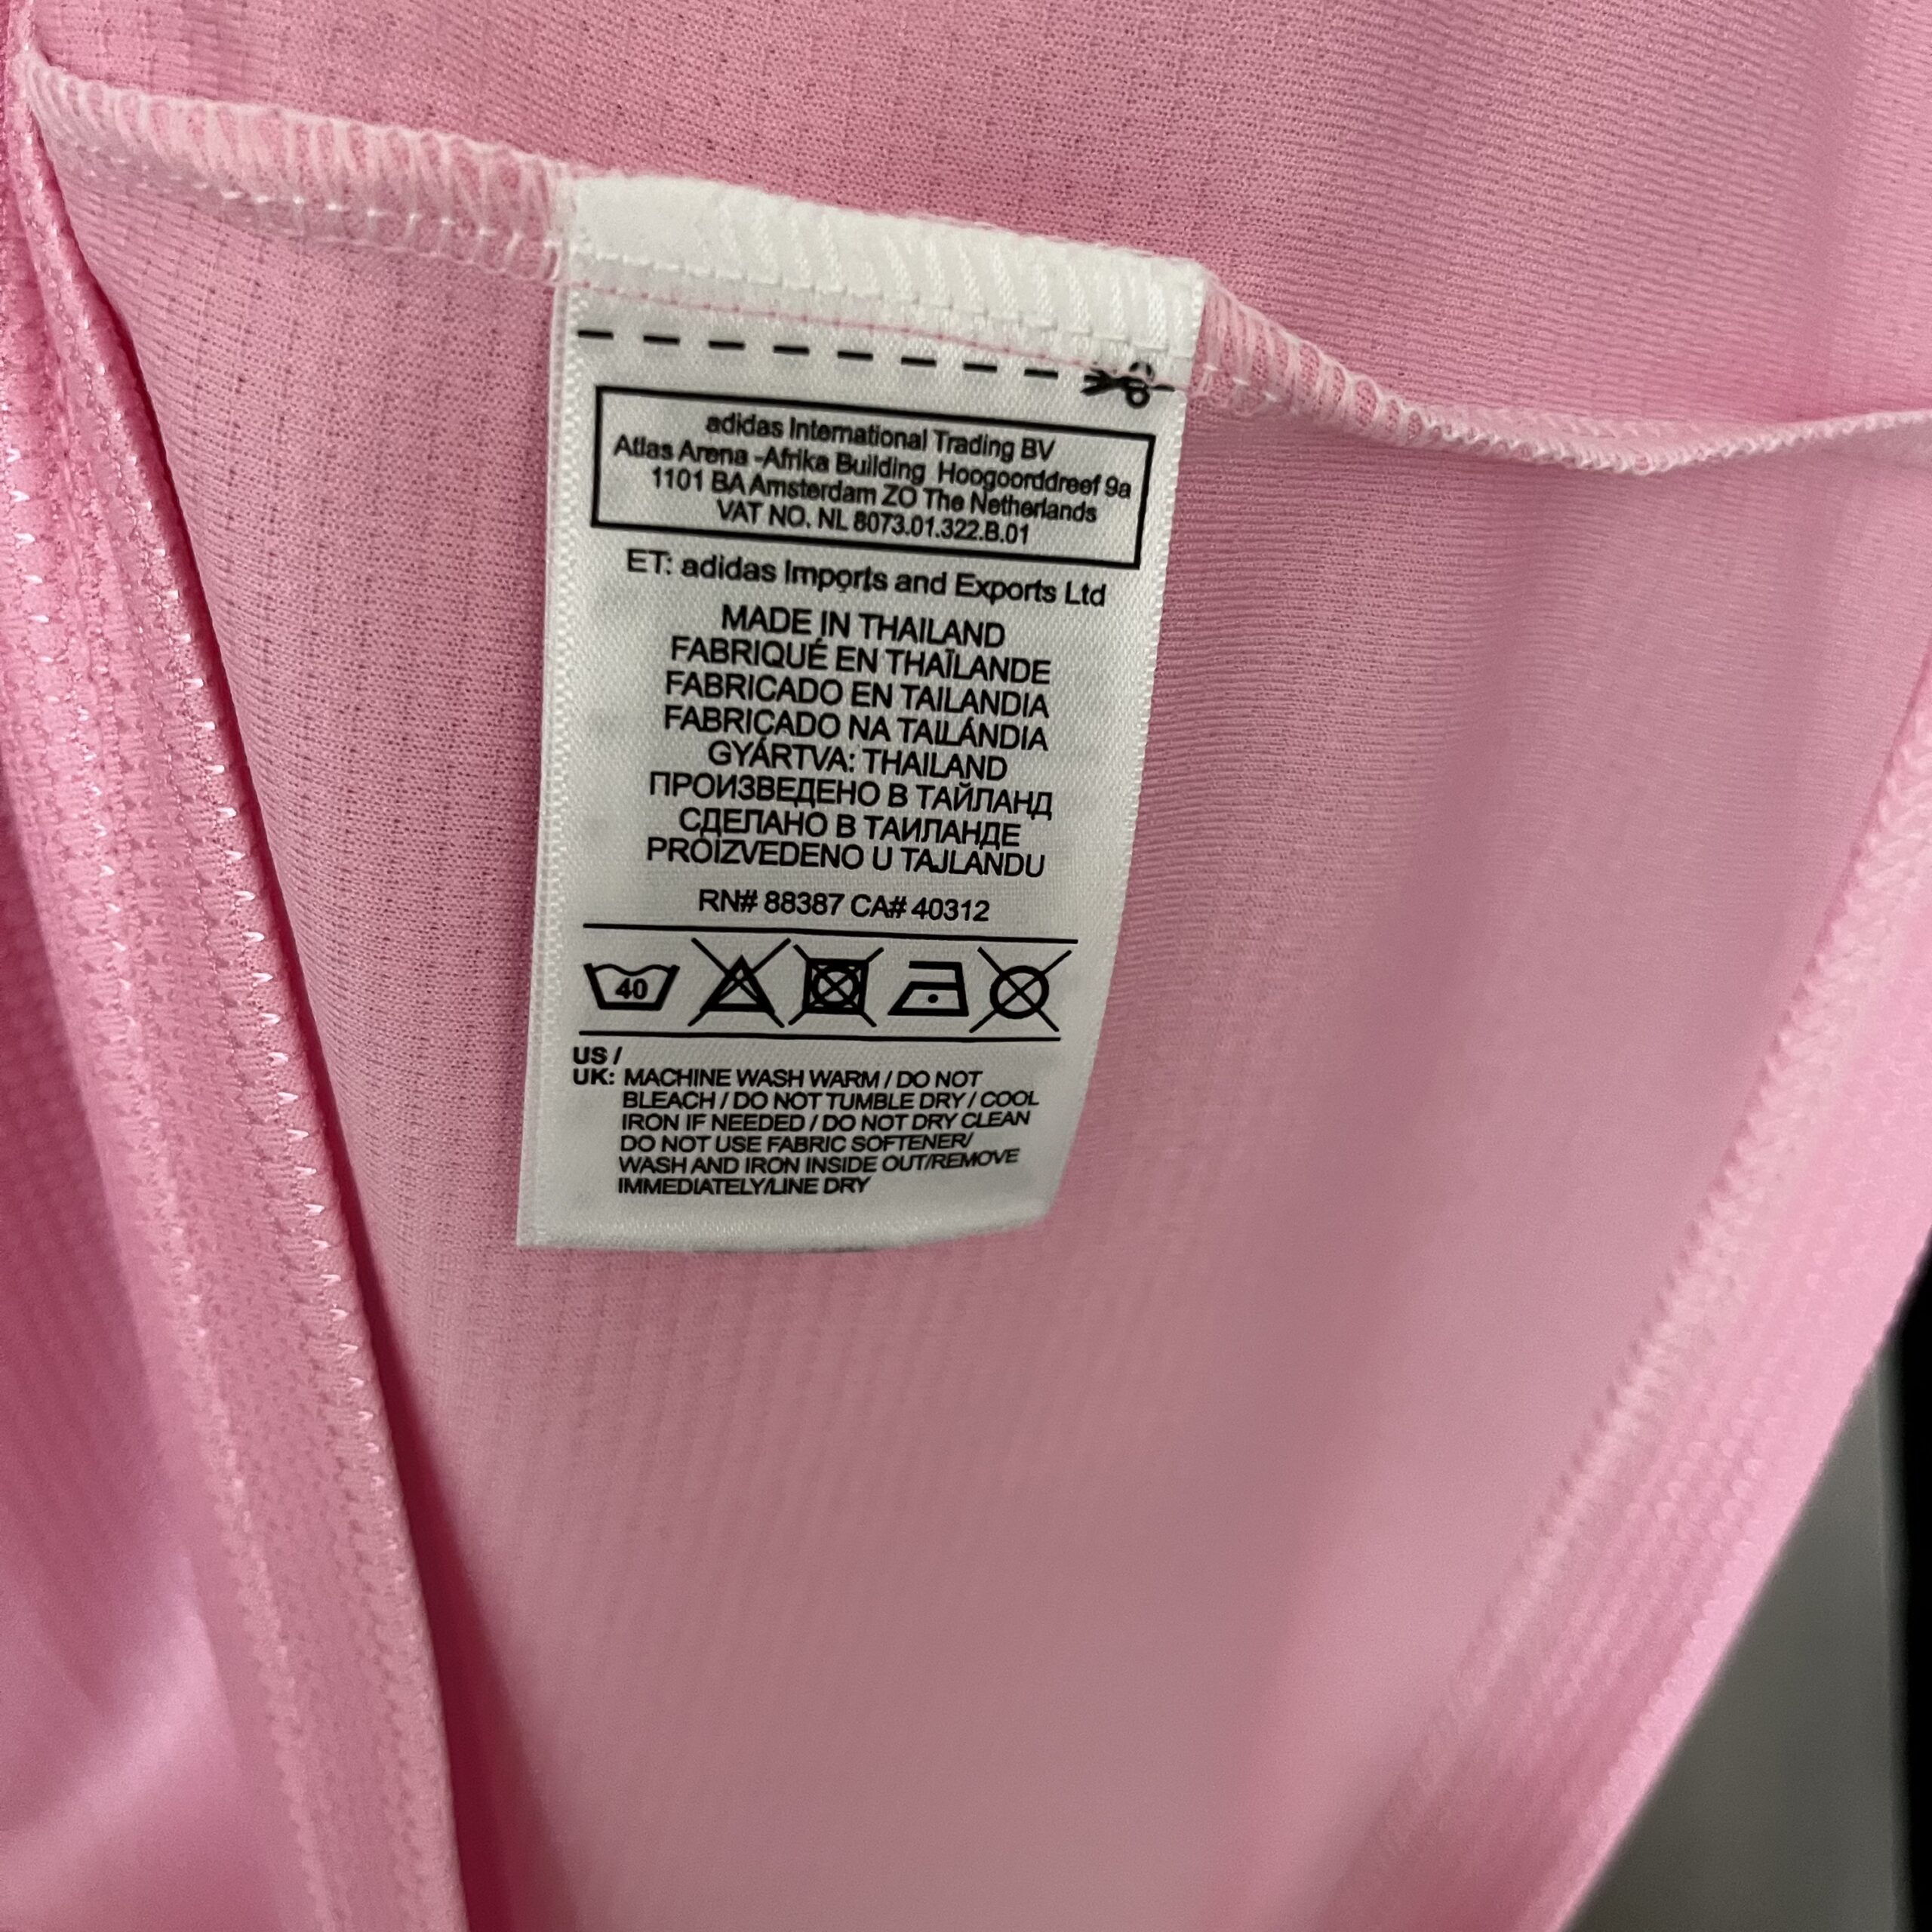 adidas International Trading BV
Atlas Arena -Afrika Building Hoogoorddreef 9a
1101 BA Amsterdam ZO The Netherlands
VAT NO. NL 8073.01.322.B.01
ET: adidas Imports and Exports Ltd
MADE IN THAILAND
FABRIQUÉ EN THAÏLANDE
FABRICADO EN TAILANDIA
FABRICADO NA TAILÁNDIA
GYÁRTVA: THAILAND
ПРОИЗВЕДЕНО В ТАЙЛАНД
СДЕЛАНО В ТАИЛАНДЕ
PROIZVEDENO U TAJLANDU
RN# 88387 CA# 40312
40
US /
UK: MACHINE WASH WARM / DO NOT
BLEACH / DO NOT TUMBLE DRY / COOL
IRON IF NEEDED / DO NOT DRY CLEAN
DO NOT USE FABRIC SOFTENER/
WASH AND IRON INSIDE OUT/REMOVE
IMMEDIATELY/LINE DRY